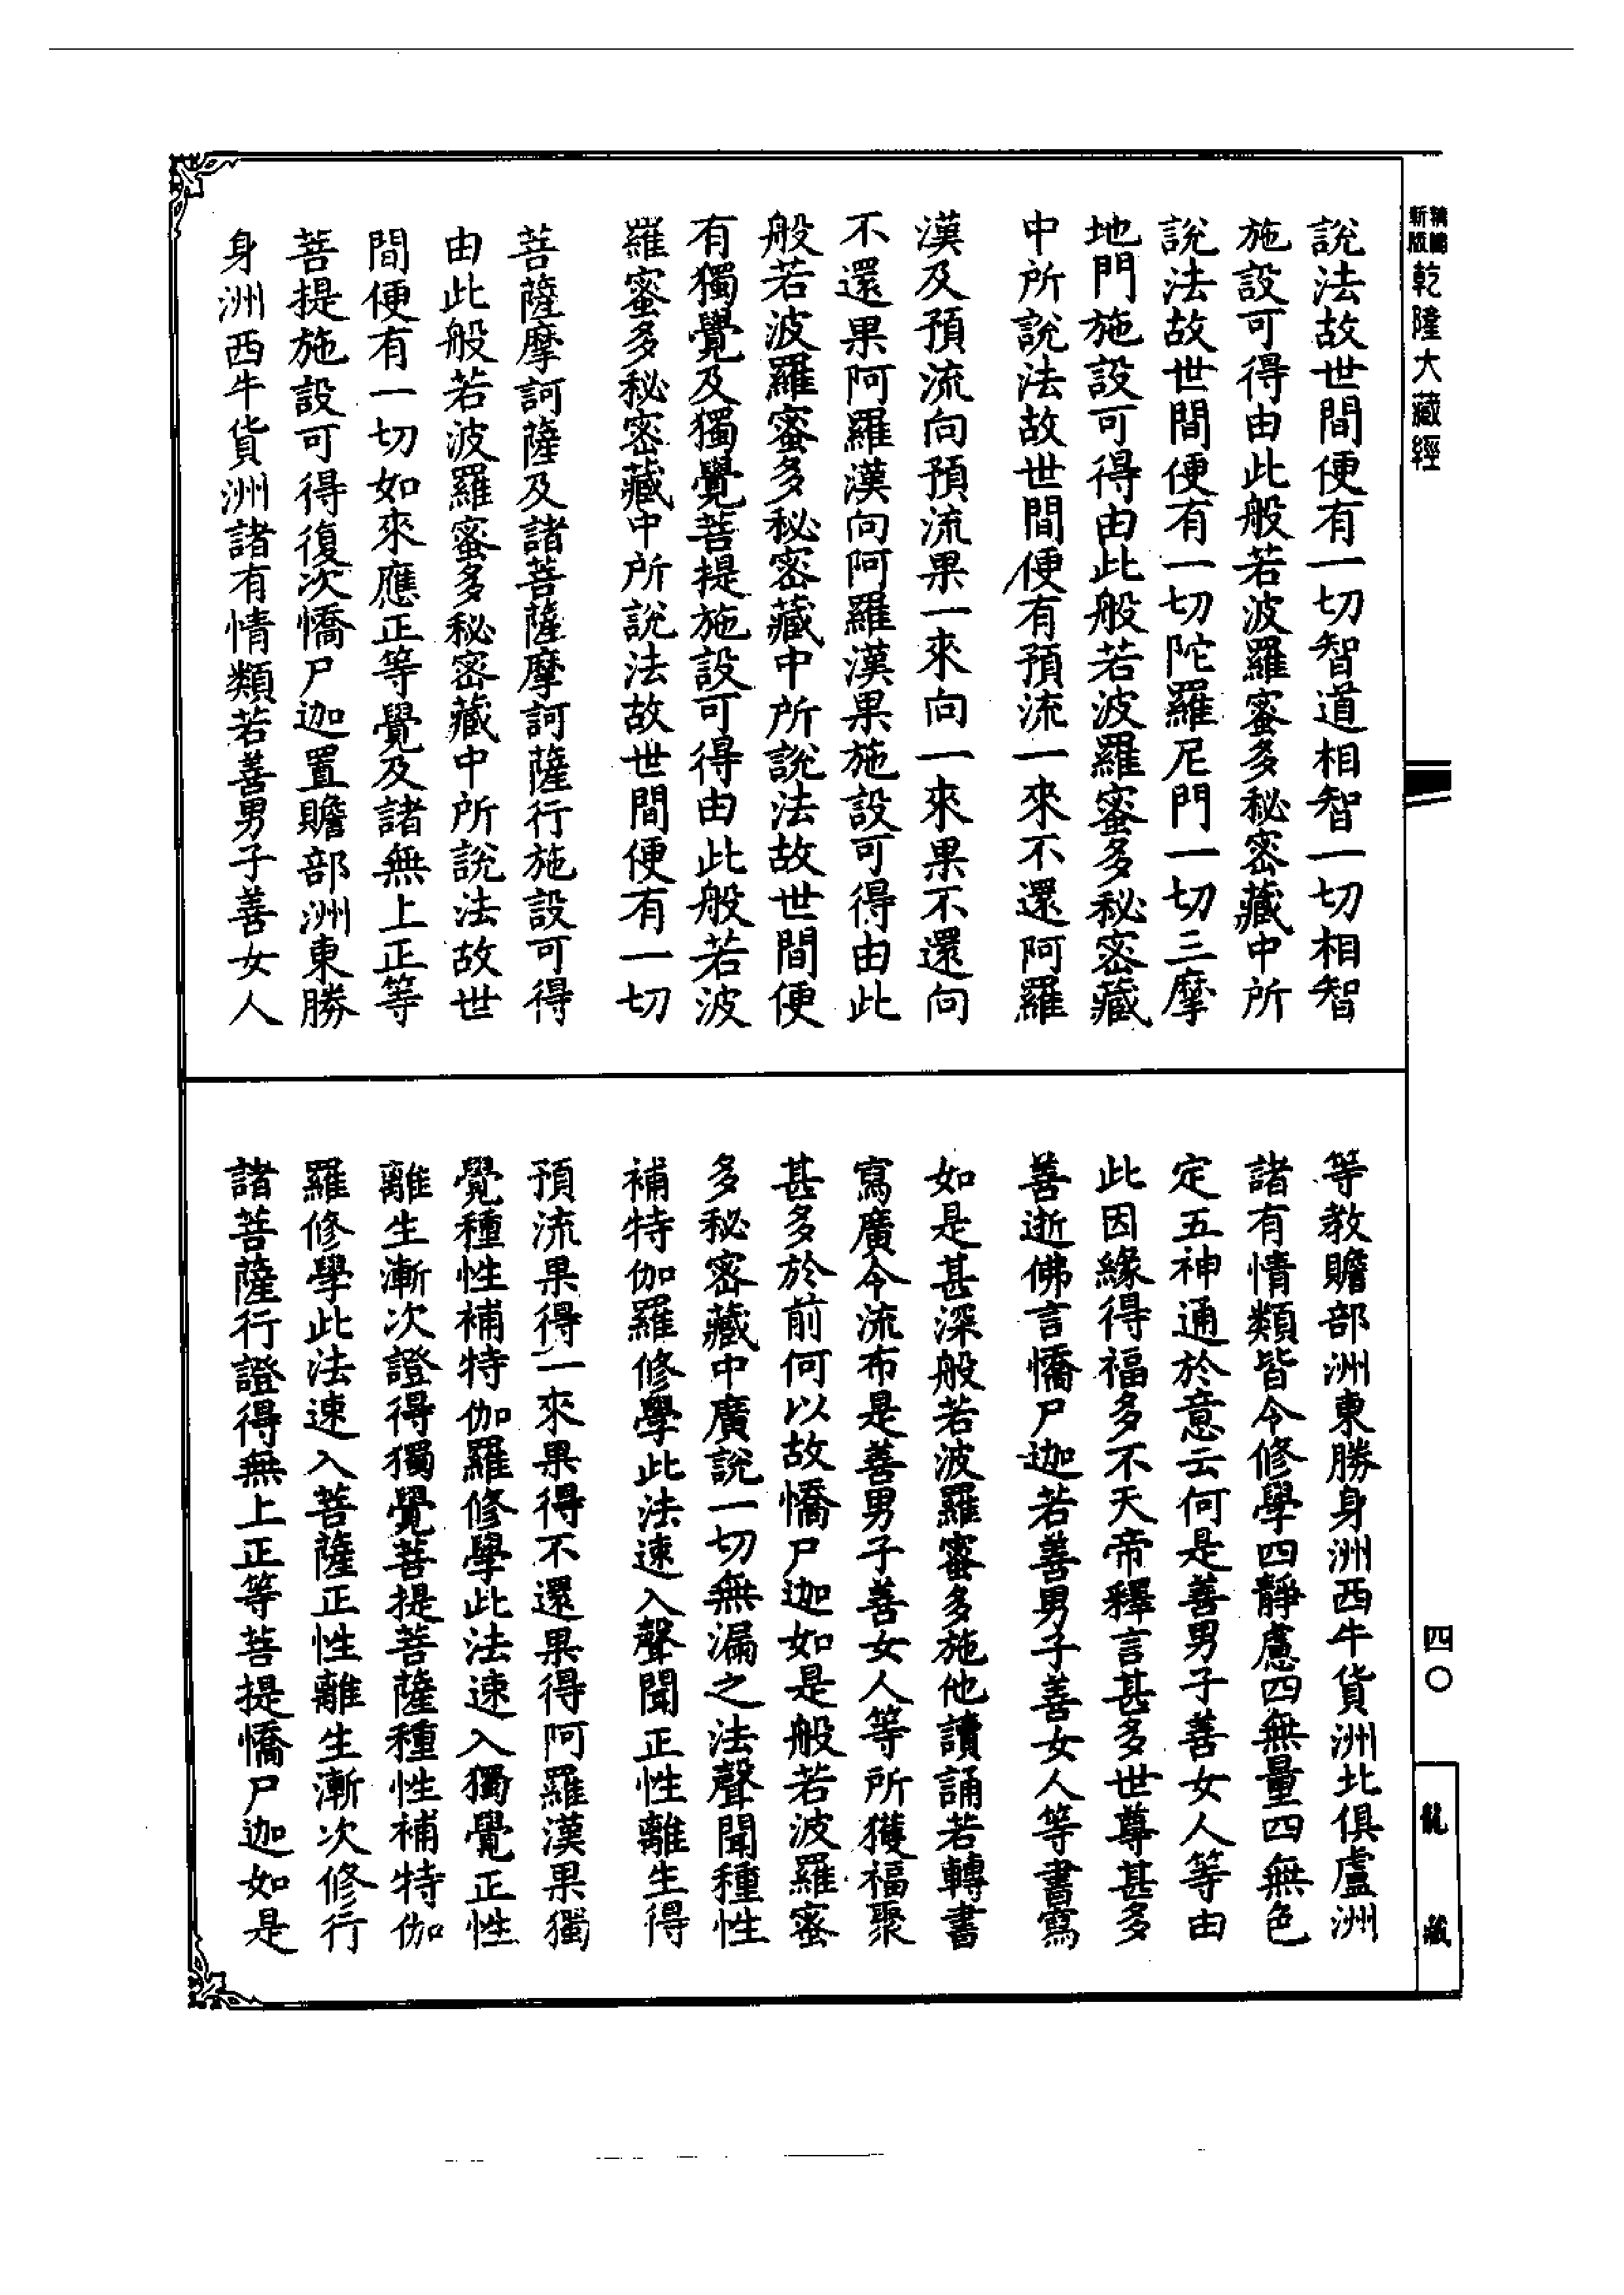 新編
縮版
乾隆大藏經
說法故世間便有一切智道相智一切相智
施設可得由此般若波羅蜜多秘密藏中所
說法故世間便有一切陀羅尼門一切三摩
地門施設可得由此般若波羅蜜多秘密藏
中所說法故世間便有預流一來不還阿羅
漢及預流向預流果一來向一來果不還向
不還果阿羅漢向阿羅漢果施設可得由此
般若波羅蜜多秘密藏中所說法故世間便
有獨覺及獨覺菩提施設可得由此般若波
羅蜜多秘密藏中所說法故世間便有一切
菩薩摩訶薩及諸菩薩摩訶薩行施設可得
由此般若波羅蜜多秘密藏中所說法故世
間便有一切如來應正等覺及諸無上正等
菩提施設可得復次憍尸迦置贍部洲東勝
身洲西牛貨洲諸有情類若善男子善女人
等教贍部洲東勝身洲西牛貨洲北俱盧洲
諸有情類皆令修學四靜慮四無量四無色
定五神通於意云何是善男子善女人等由
此因緣得福多不天帝釋言甚多世尊甚多
善逝佛言憍尸迦若善男子善女人等書寫
如是甚深般若波羅蜜多施他讀誦若轉書
寫廣令流布是善男子善女人等所獲福聚
甚多於前何以故憍尸迦如是般若波羅蜜
多秘密藏中廣說一切無漏之法聲聞種性
補特伽羅修學此法速入聲聞正性離生得
預流果得一來果得不還果得阿羅漢果獨
覺種性補特伽羅修學此法速入獨覺正性
離生漸次證得獨覺菩提菩薩種性補特伽
羅修學此法速入菩薩正性離生漸次修行
諸菩薩行證得無上正等菩提憍尸迦如是
四〇
龍藏